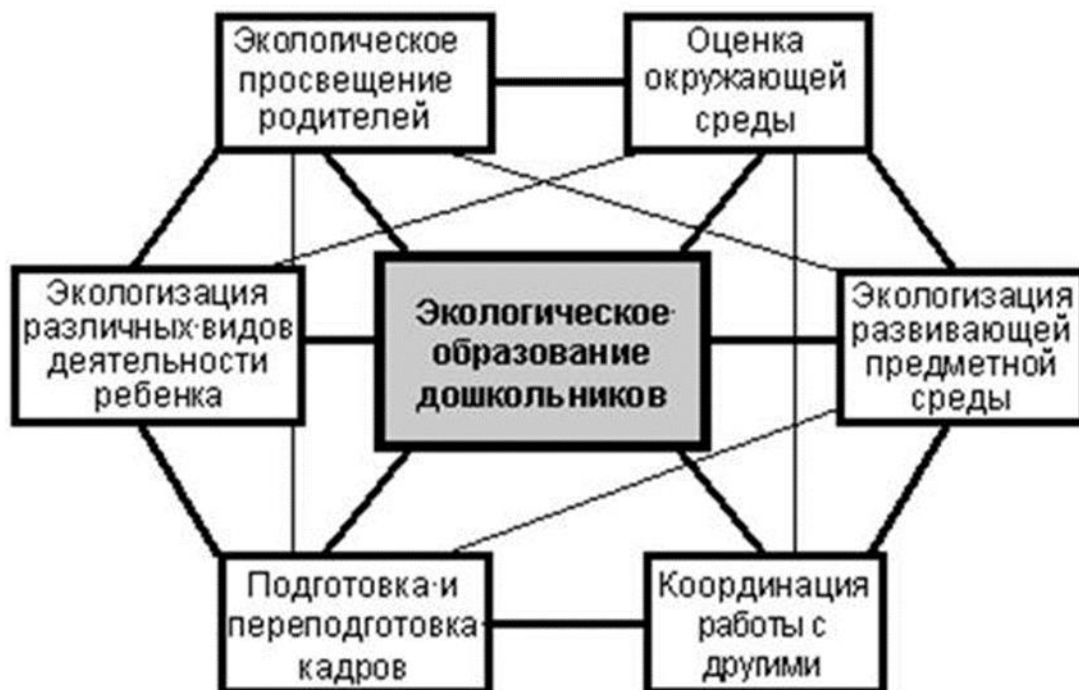 Экологическое
просвещение
родителей
Оценка
окружающей
среды
Экологизация
различных·видов
деятельности
ребенка
Экологическое·
образование
дошкольников
Экологизация
развивающей
предметной
среды
Подготовка·и
переподготовка·
кадров
Координация
работы с
другими